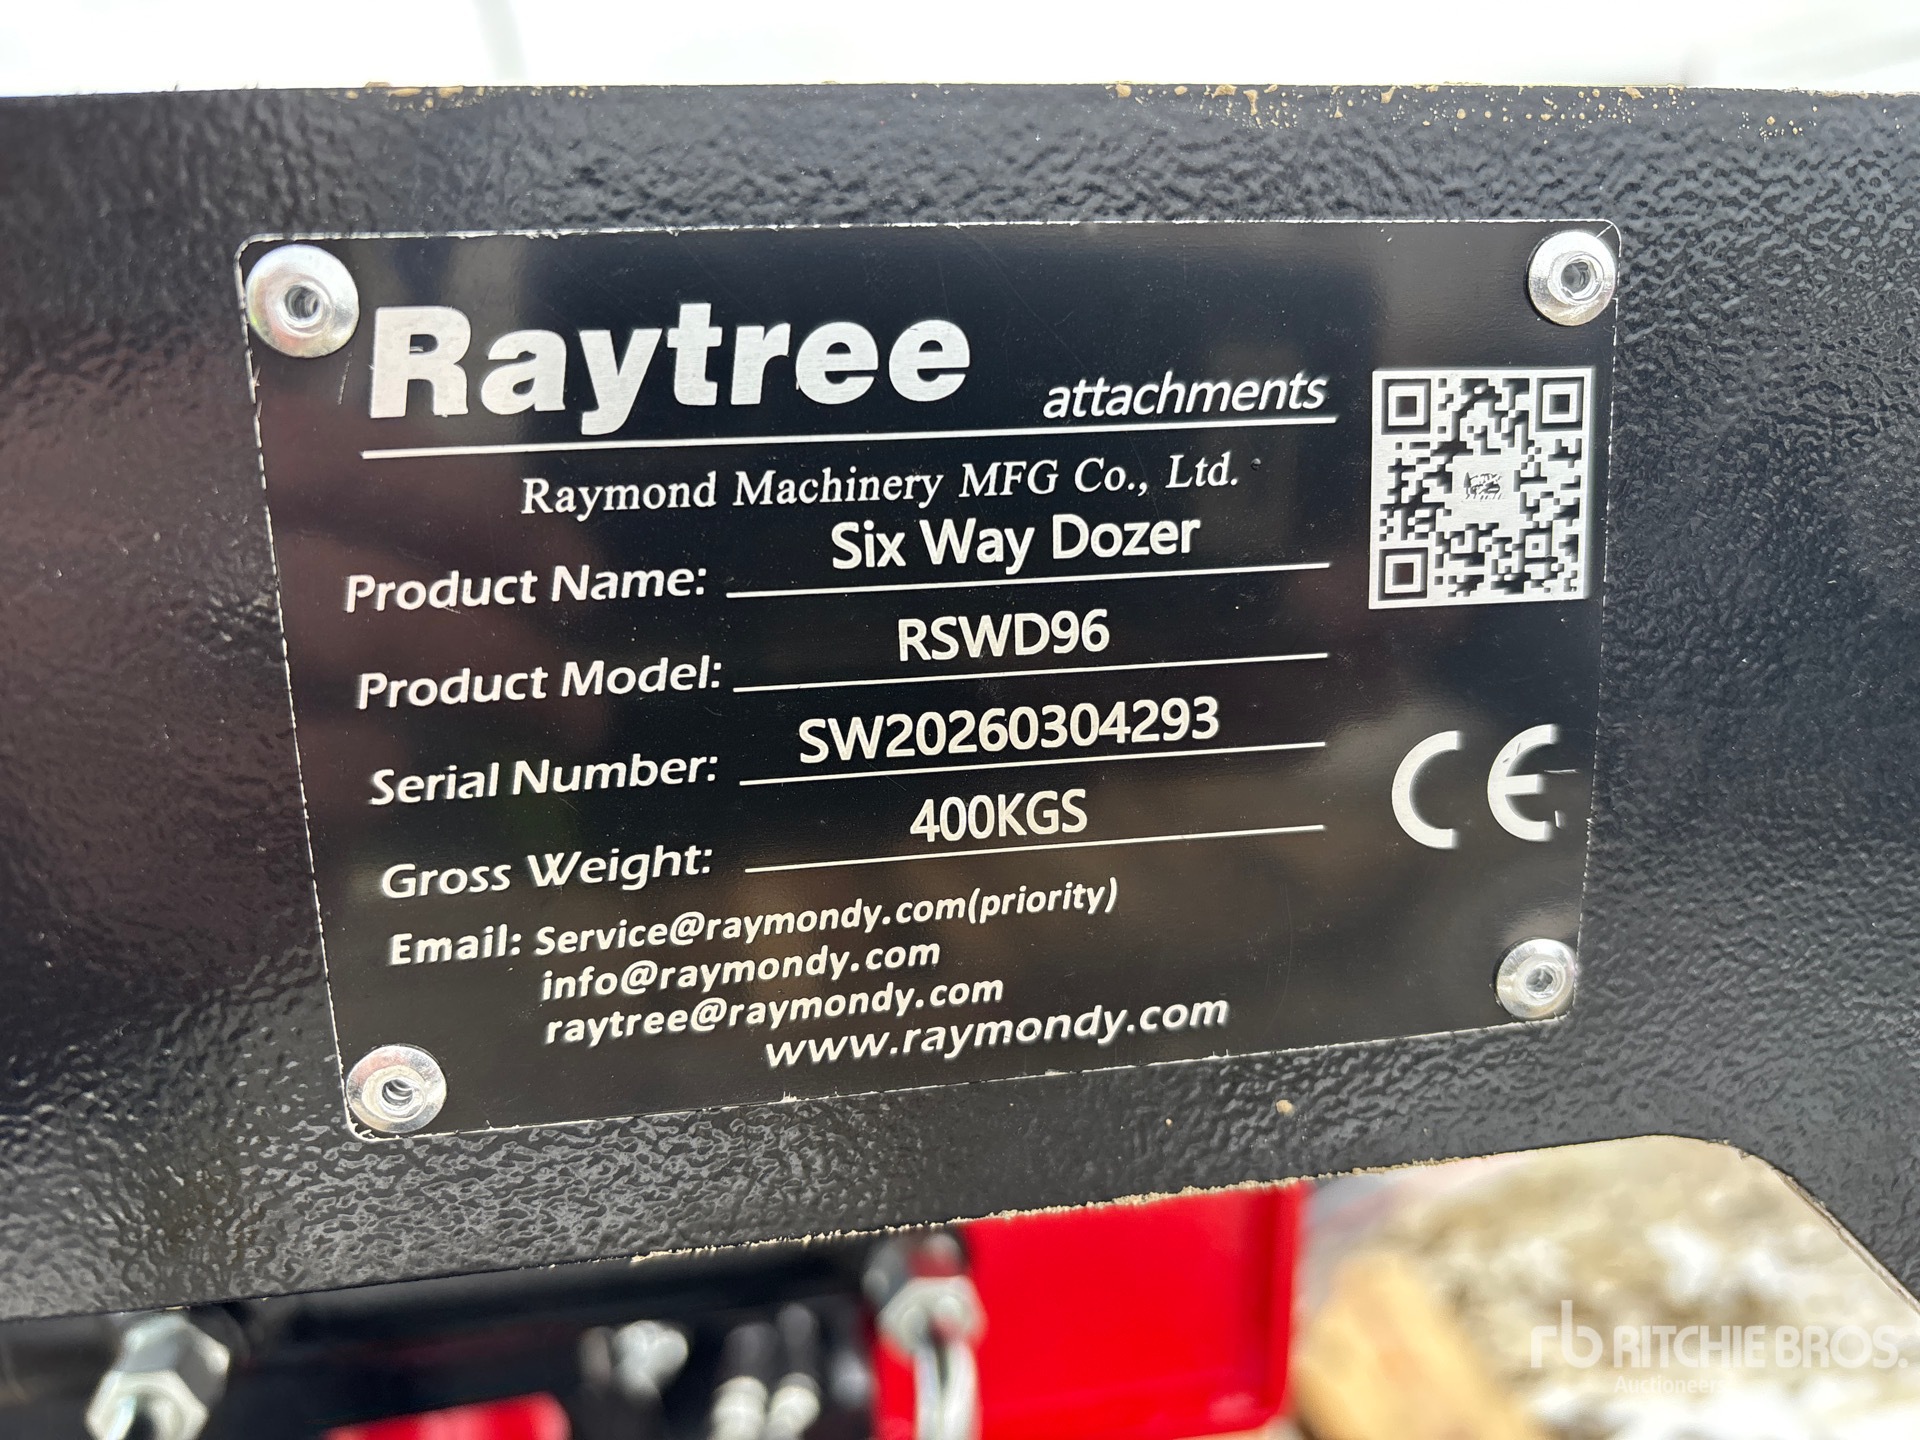 Raytree attachments
Raymond Machinery MFG Co., Ltd.
Product Name: Six Way Dozer
Product Model: RSWD96
Serial Number: SW20260304293
Gross Weight: 400KGS
CE
Email: Service@raymondy.com(priority)
info@raymondy.com
raytree@raymondy.com
www.raymondy.com
rb RITCHIE BROS.
Auctioneers